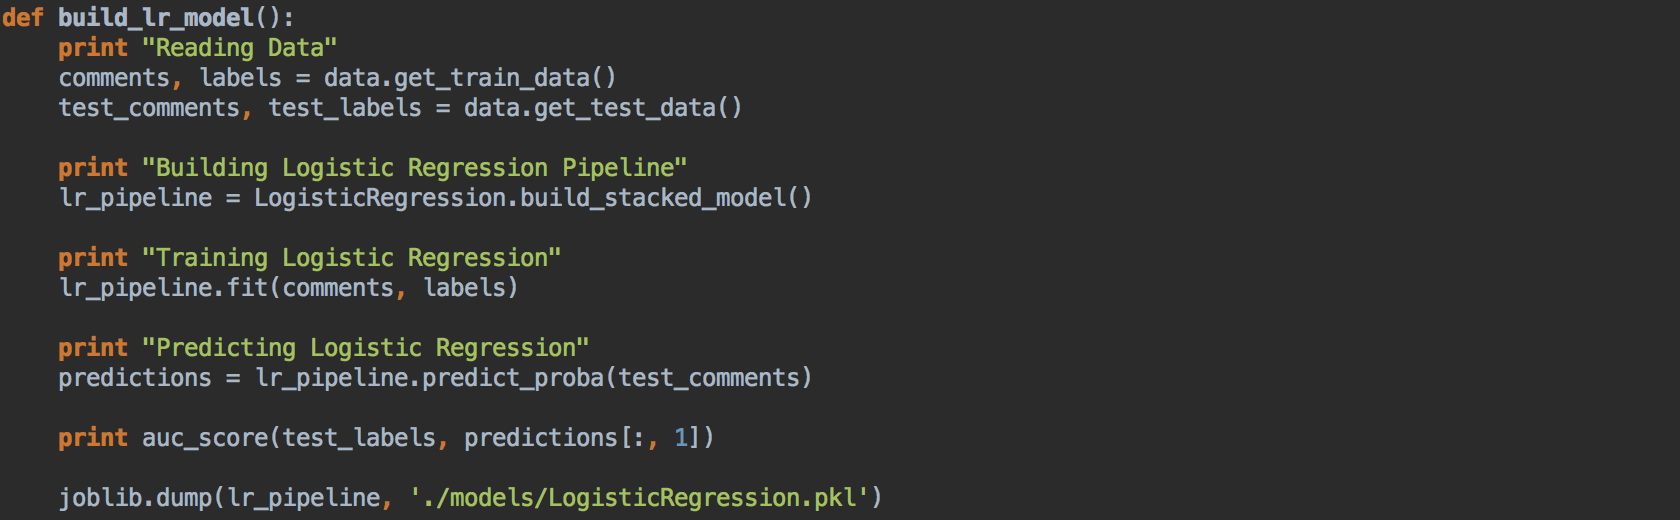 def build_lr_model():
    print "Reading Data"
    comments, labels = data.get_train_data()
    test_comments, test_labels = data.get_test_data()

    print "Building Logistic Regression Pipeline"
    lr_pipeline = LogisticRegression.build_stacked_model()

    print "Training Logistic Regression"
    lr_pipeline.fit(comments, labels)

    print "Predicting Logistic Regression"
    predictions = lr_pipeline.predict_proba(test_comments)

    print auc_score(test_labels, predictions[:, 1])

    joblib.dump(lr_pipeline, './models/LogisticRegression.pkl')